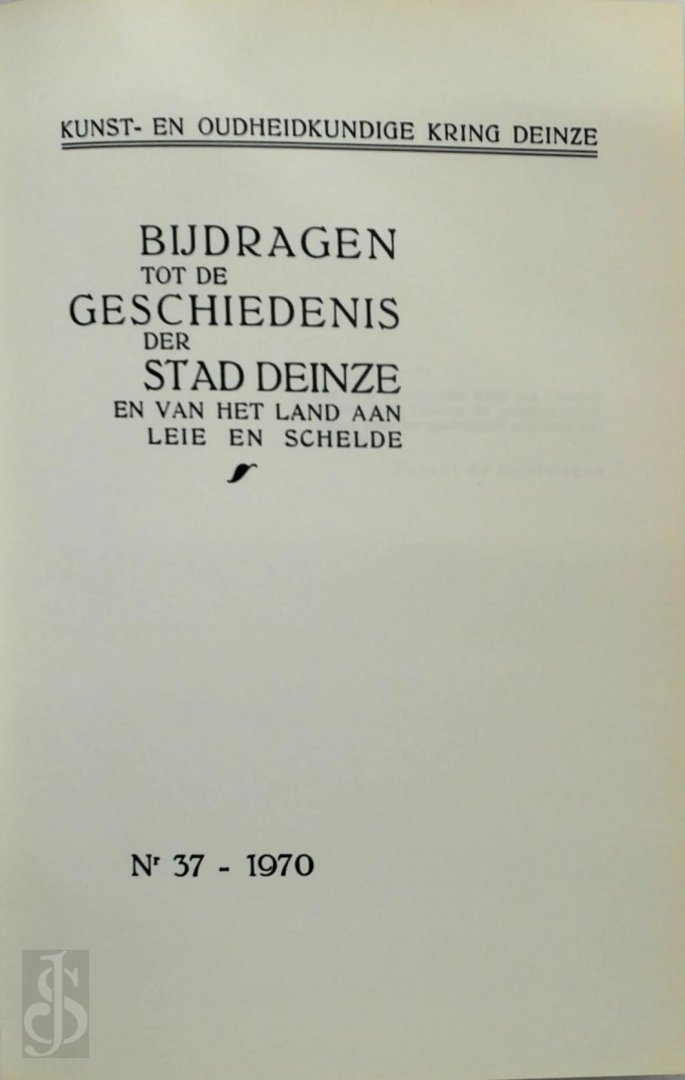 KUNST- EN OUDHEIDKUNDIGE KRING DEINZE
BIJDRAGEN
TOT DE
GESCHIEDENIS
DER
STAD DEINZE
EN VAN HET LAND AAN
LEIE EN SCHELDE
Nr 37 - 1970